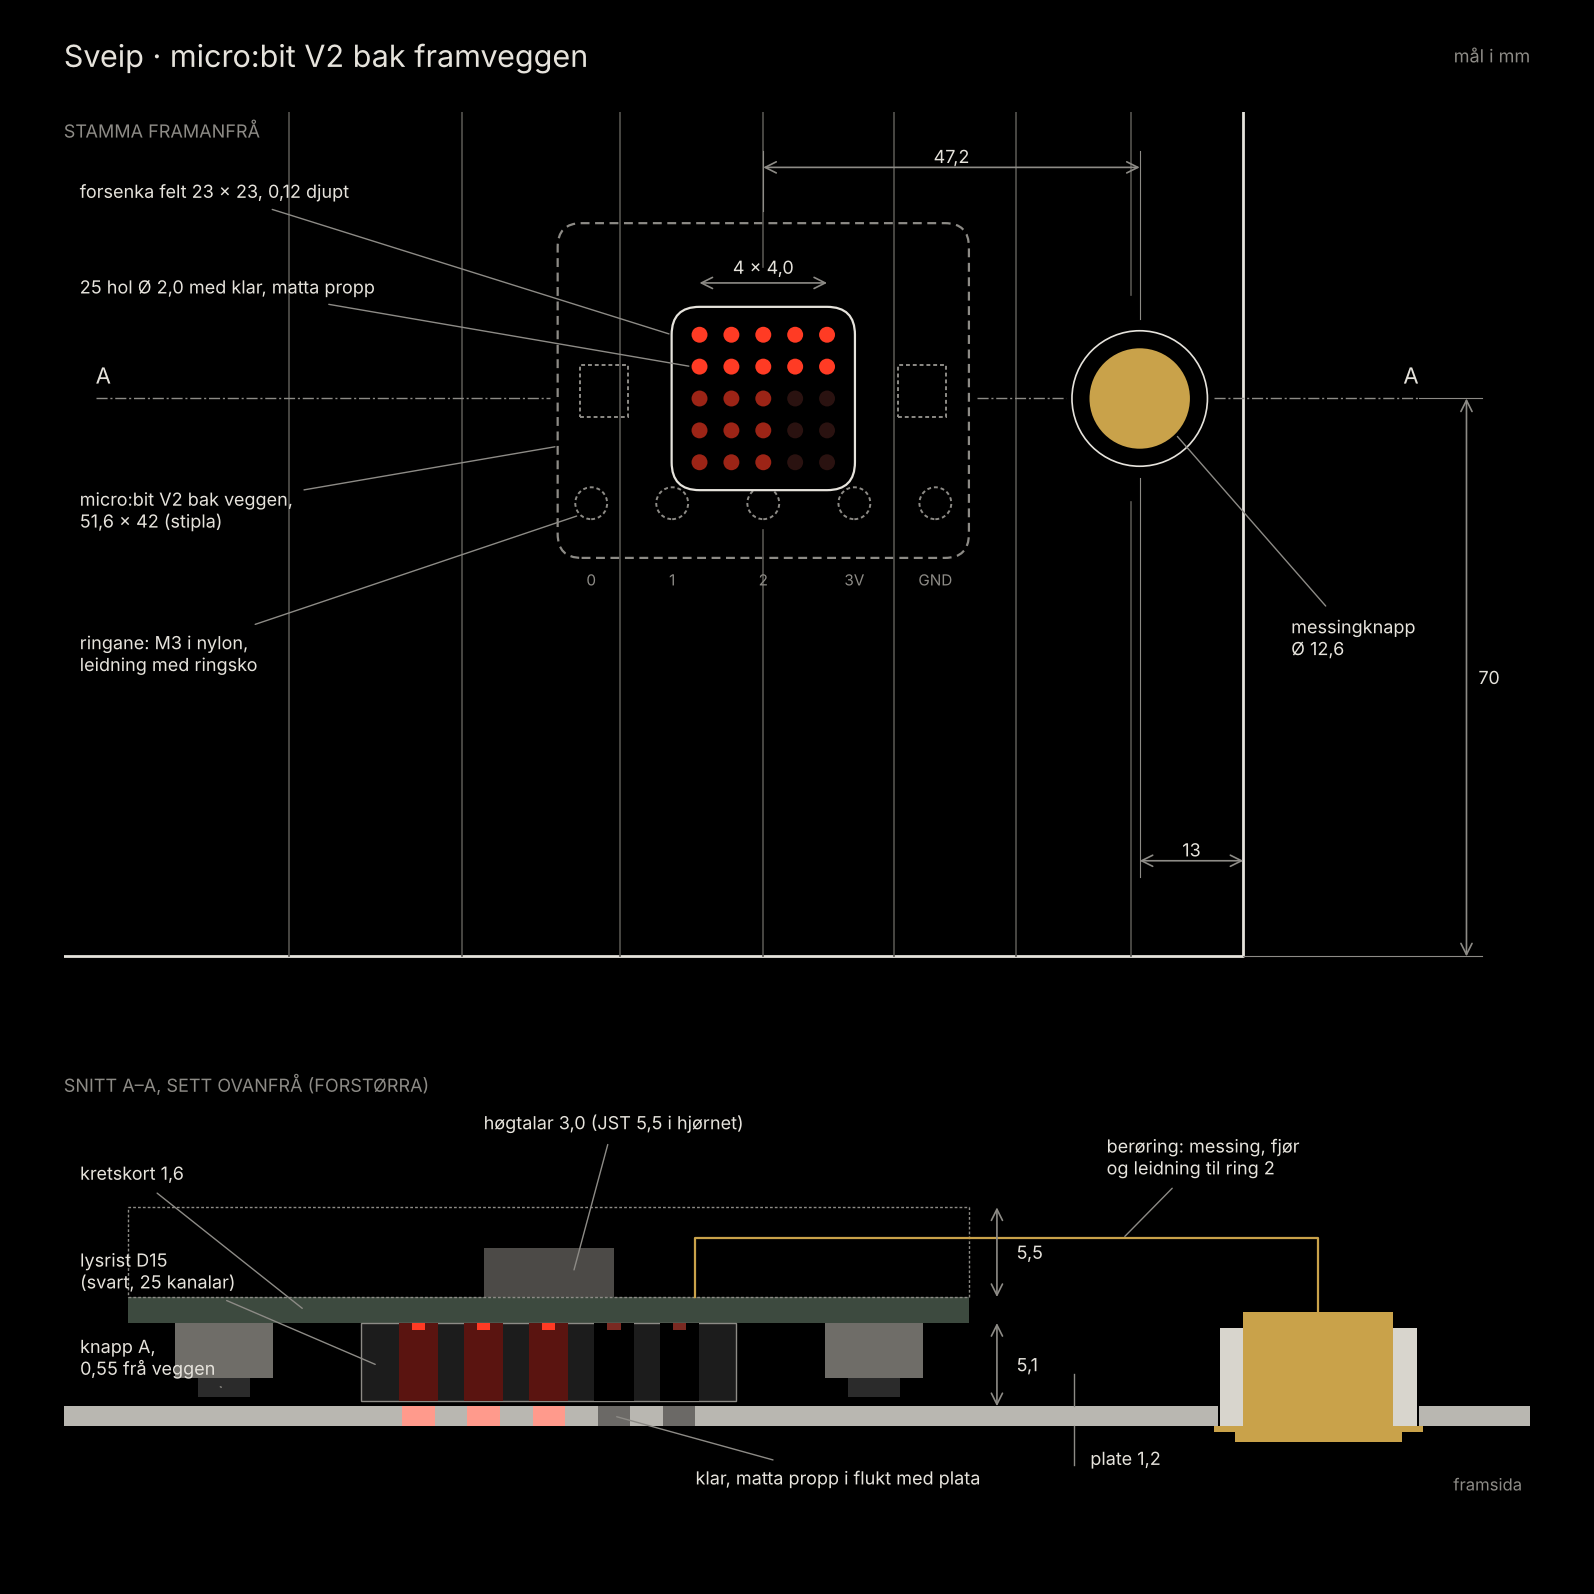 Sveip · micro:bit V2 bak framveggen
mål i mm
STAMMA FRAMANFRÅ
47,2
forsenka felt 23 × 23, 0,12 djupt
4 × 4,0
25 hol Ø 2,0 med klar, matta propp
A
A
micro:bit V2 bak veggen,
51,6 × 42 (stipla)
0
1
2
3V
GND
ringane: M3 i nylon,
leidning med ringsko
messingknapp
Ø 12,6
70
13
SNITT A–A, SETT OVANFRÅ (FORSTØRRA)
høgtalar 3,0 (JST 5,5 i hjørnet)
berøring: messing, fjør
og leidning til ring 2
kretskort 1,6
5,5
lysrist D15
(svart, 25 kanalar)
knapp A,
0,55 frå veggen
5,1
plate 1,2
klar, matta propp i flukt med plata
framsida